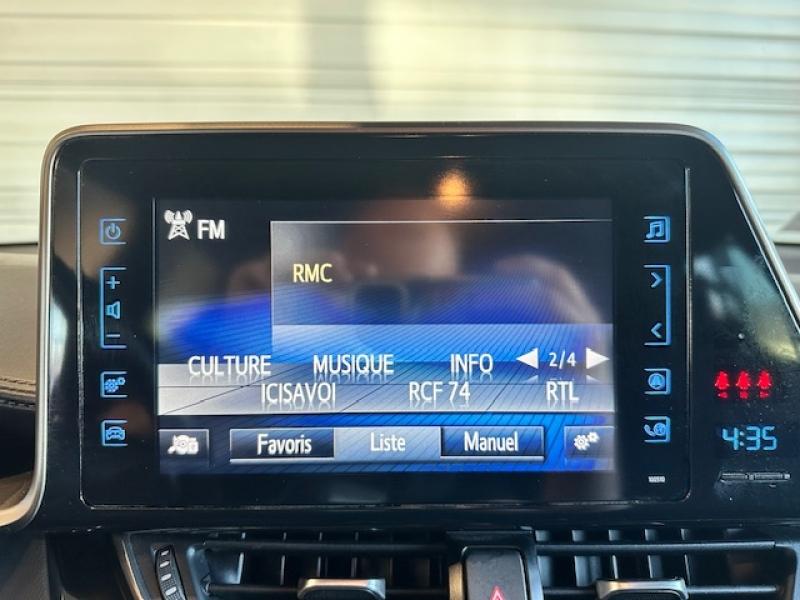 FM
RMC
CULTURE MUSIQUE INFO 2/4
ICISAVOI RCF 74 RTL
Favoris Liste Manuel
4:35